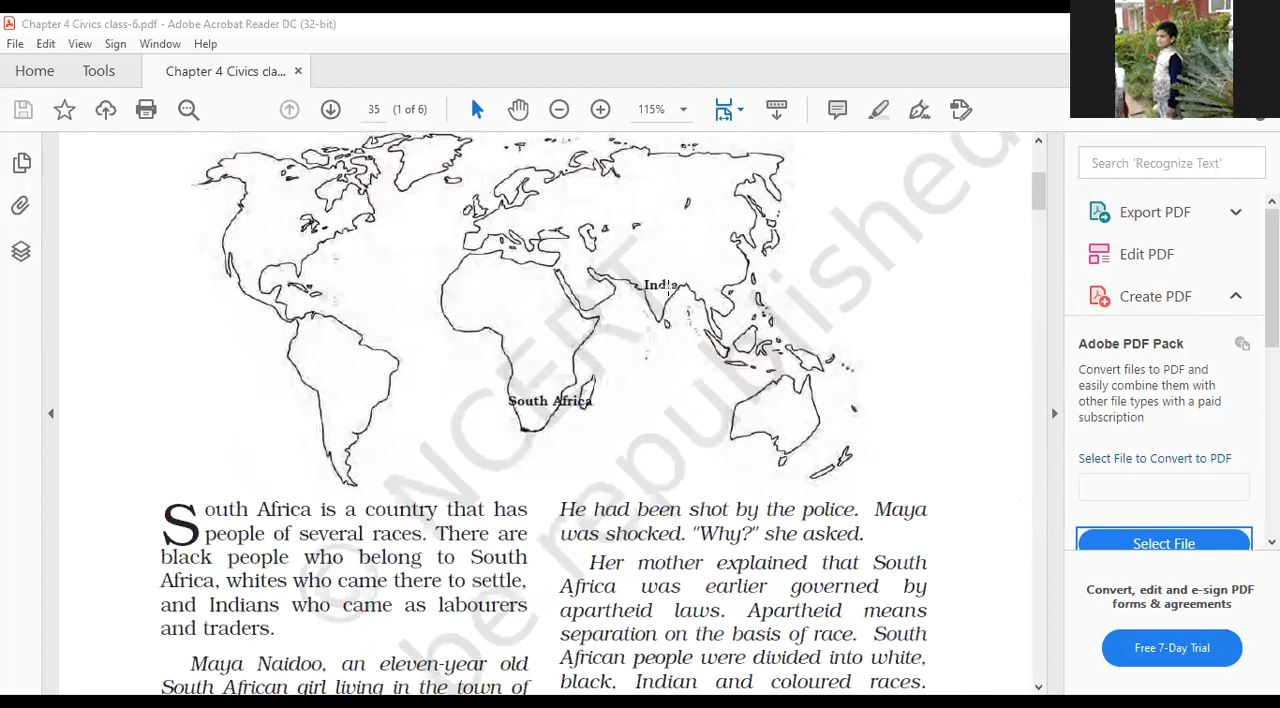 Chapter 4 Civics class-6.pdf - Adobe Acrobat Reader DC (32-bit)
File Edit View Sign Window Help
Home Tools Chapter 4 Civics cla... ×
35 (1 of 6) 115%
Search 'Recognize Text'
Export PDF
Edit PDF
Create PDF
Adobe PDF Pack
Convert files to PDF and
easily combine them with
other file types with a paid
subscription
Select File to Convert to PDF
Select File
Convert, edit and e-sign PDF
forms & agreements
Free 7-Day Trial
India
South Africa
© NCERT
be republished
South Africa is a country that has
people of several races. There are
black people who belong to South
Africa, whites who came there to settle,
and Indians who came as labourers
and traders.
Maya Naidoo, an eleven-year old
South African girl living in the town of
He had been shot by the police. Maya
was shocked. "Why?" she asked.
Her mother explained that South
Africa was earlier governed by
apartheid laws. Apartheid means
separation on the basis of race. South
African people were divided into white,
black, Indian and coloured races.